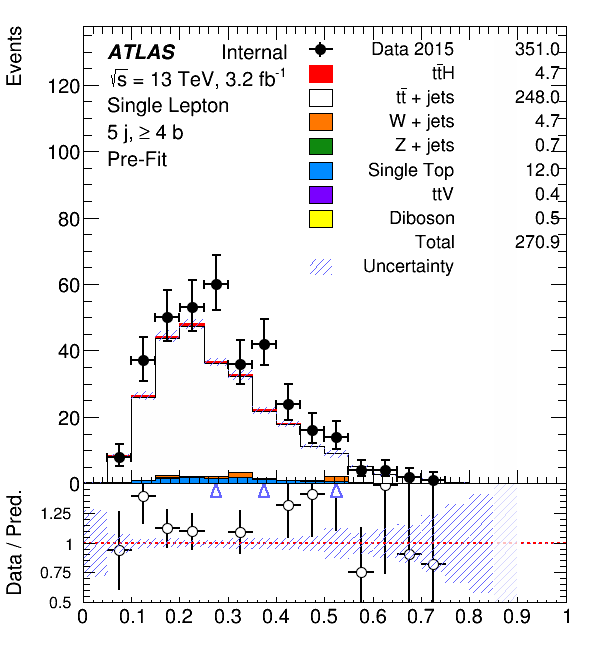 Events
ATLAS Internal
√s = 13 TeV, 3.2 fb⁻¹
Single Lepton
5 j, ≥ 4 b
Pre-Fit
Data 2015 351.0
tt̄H 4.7
tt̄ + jets 248.0
W + jets 4.7
Z + jets 0.7
Single Top 12.0
ttV 0.4
Diboson 0.5
Total 270.9
Uncertainty
120
100
80
60
40
20
0
Data / Pred.
1.25
1
0.75
0.5
0 0.1 0.2 0.3 0.4 0.5 0.6 0.7 0.8 0.9 1